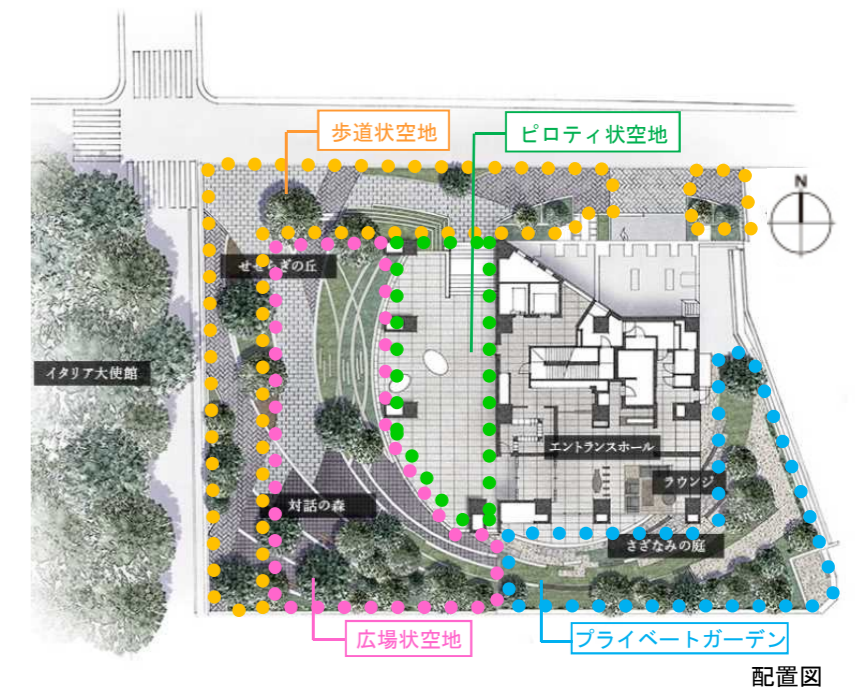 歩道状空地
ピロティ状空地
N
せせらぎの丘
イタリア大使館
エントランスホール
ラウンジ
対話の森
さざなみの庭
広場状空地
プライベートガーデン
配置図